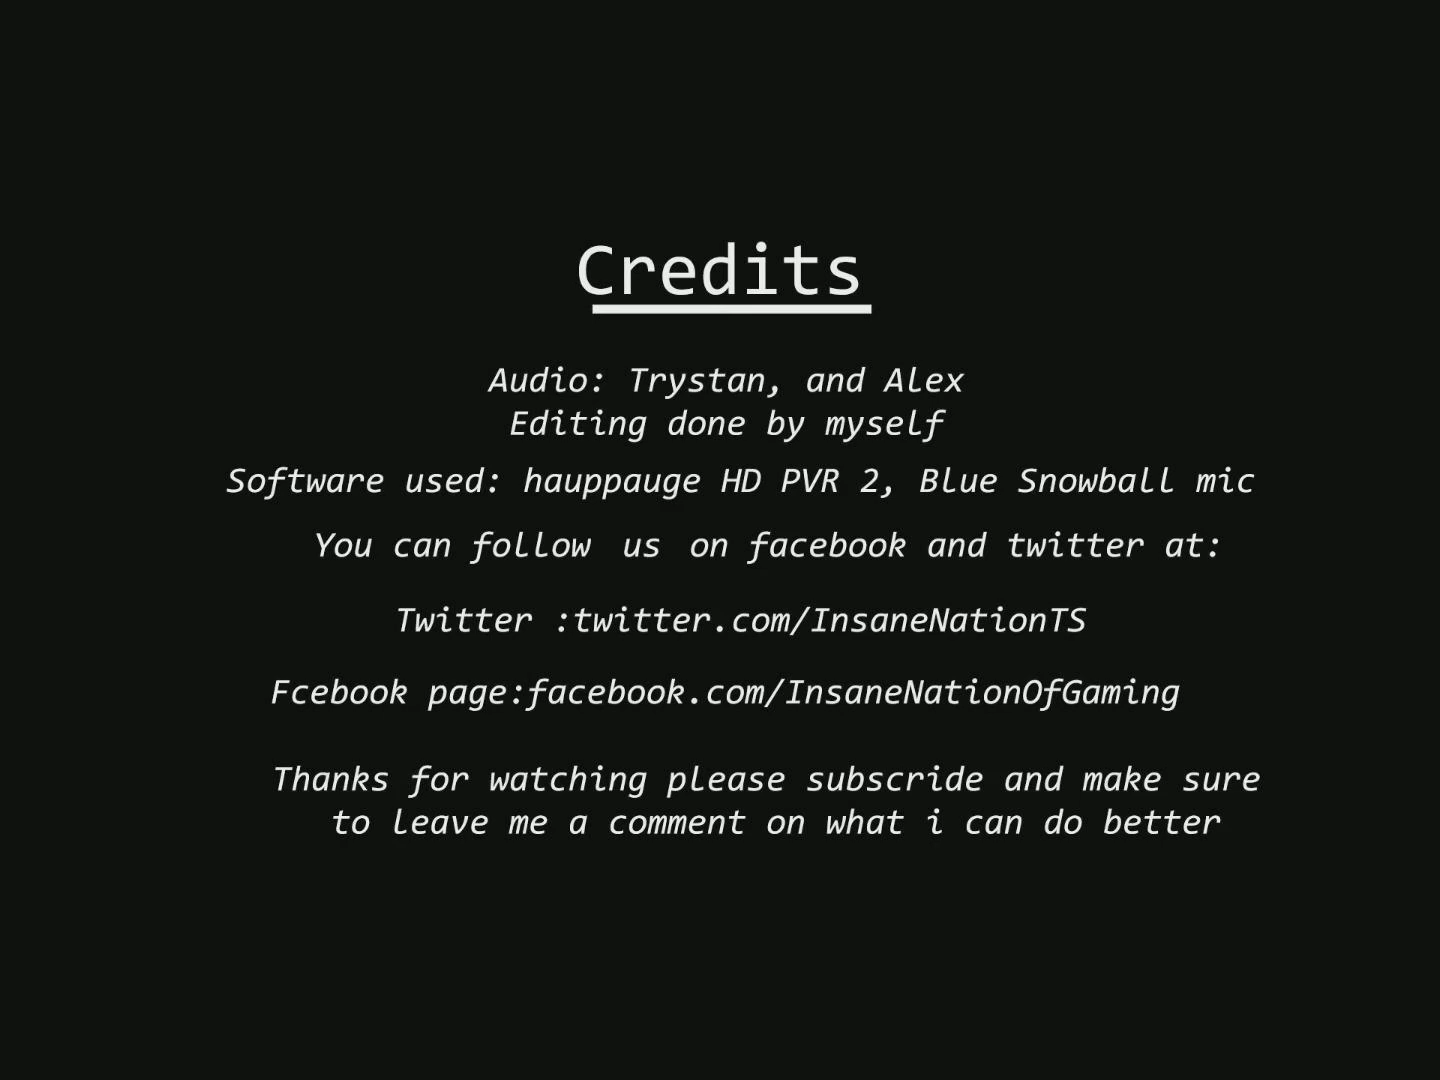 Credits
Audio: Trystan, and Alex
Editing done by myself
Software used: hauppauge HD PVR 2, Blue Snowball mic
You can follow us on facebook and twitter at:
Twitter :twitter.com/InsaneNationTS
Fcebook page:facebook.com/InsaneNationOfGaming
Thanks for watching please subscride and make sure
to leave me a comment on what i can do better